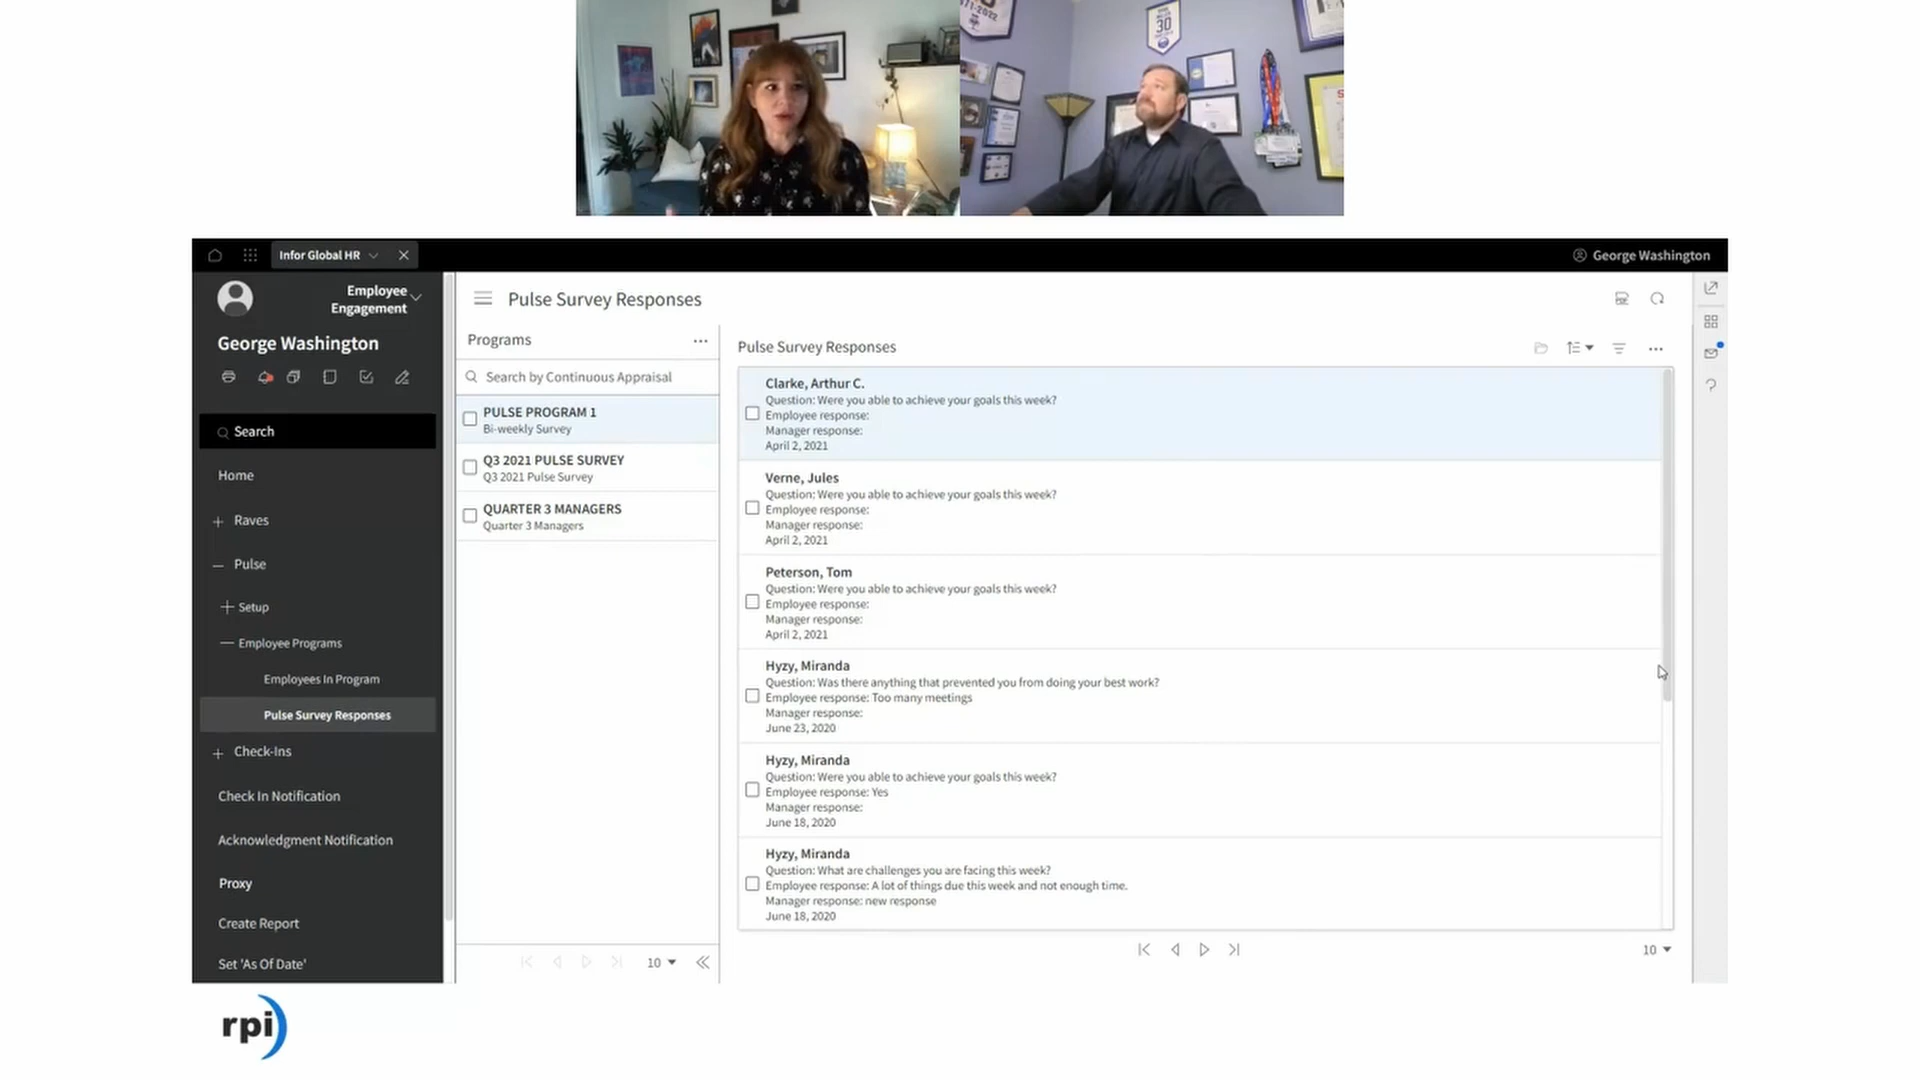 30
Infor Global HR
George Washington
Employee
Engagement
George Washington
Search
Home
Raves
Pulse
Setup
Employee Programs
Employees In Program
Pulse Survey Responses
Check-Ins
Check In Notification
Acknowledgment Notification
Proxy
Create Report
Set 'As Of Date'
Pulse Survey Responses
Programs
Search by Continuous Appraisal
PULSE PROGRAM 1
Bi-weekly Survey
Q3 2021 PULSE SURVEY
Q3 2021 Pulse Survey
QUARTER 3 MANAGERS
Quarter 3 Managers
10
Pulse Survey Responses
Clarke, Arthur C.
Question: Were you able to achieve your goals this week?
Employee response:
Manager response:
April 2, 2021
Verne, Jules
Question: Were you able to achieve your goals this week?
Employee response:
Manager response:
April 2, 2021
Peterson, Tom
Question: Were you able to achieve your goals this week?
Employee response:
Manager response:
April 2, 2021
Hyzy, Miranda
Question: Was there anything that prevented you from doing your best work?
Employee response: Too many meetings
Manager response:
June 23, 2020
Hyzy, Miranda
Question: Were you able to achieve your goals this week?
Employee response: Yes
Manager response:
June 18, 2020
Hyzy, Miranda
Question: What are challenges you are facing this week?
Employee response: A lot of things due this week and not enough time.
Manager response: new response
June 18, 2020
10
rpi